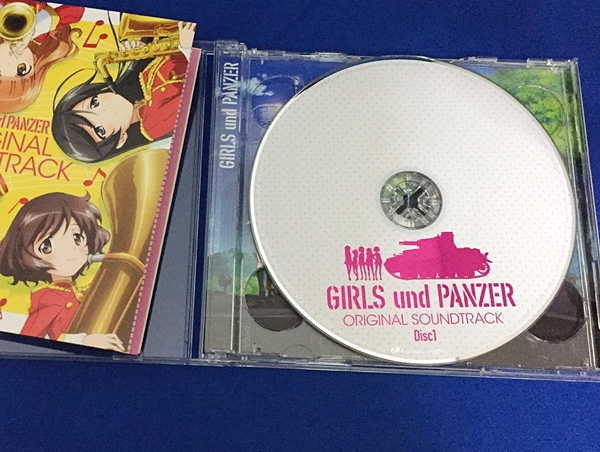 PANZER
GINAL
TRACK
GIRLS und PANZER
GIRLS und PANZER
ORIGINAL SOUNDTRACK
Disc1